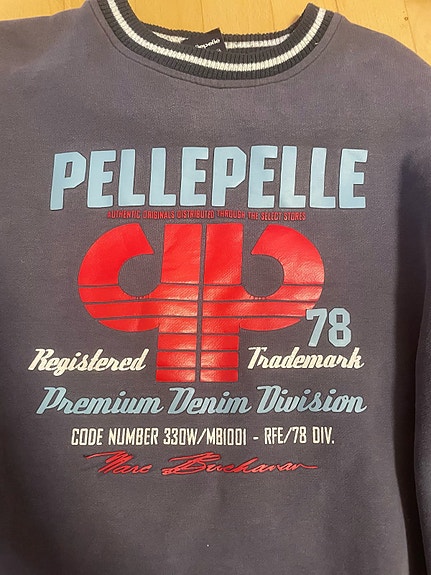 pellepelle
PELLEPELLE
AUTHENTIC ORIGINALS DISTRIBUTED THROUGH THE SELECT STORES
78
Registered Trademark
Premium Denim Division
CODE NUMBER 330W/MB1001 - RFE/78 DIV.
Marc Buchanan